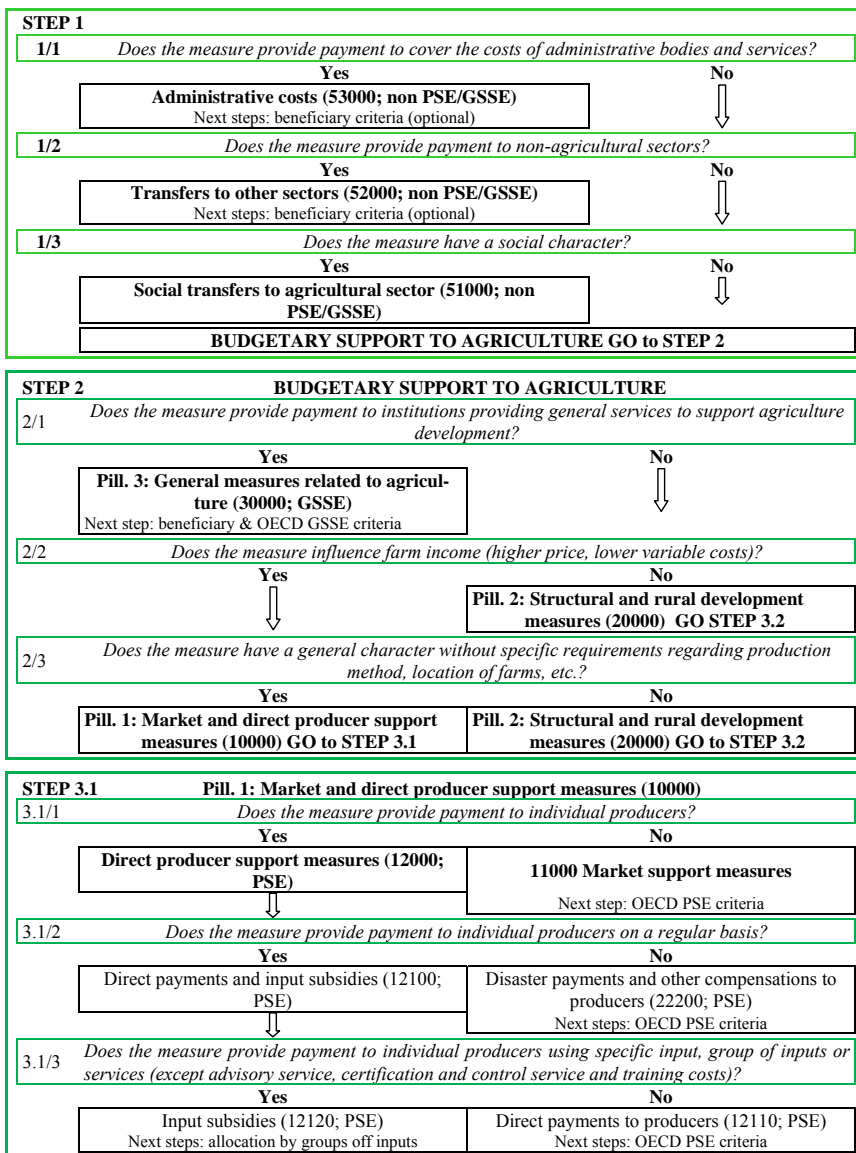 STEP 1
1/1 Does the measure provide payment to cover the costs of administrative bodies and services?
Yes No
Administrative costs (53000; non PSE/GSSE)
Next steps: beneficiary criteria (optional)
1/2 Does the measure provide payment to non-agricultural sectors?
Yes No
Transfers to other sectors (52000; non PSE/GSSE)
Next steps: beneficiary criteria (optional)
1/3 Does the measure have a social character?
Yes No
Social transfers to agricultural sector (51000; non
PSE/GSSE)
BUDGETARY SUPPORT TO AGRICULTURE GO to STEP 2
STEP 2 BUDGETARY SUPPORT TO AGRICULTURE
2/1 Does the measure provide payment to institutions providing general services to support agriculture
development?
Yes No
Pill. 3: General measures related to agricul-
ture (30000; GSSE)
Next step: beneficiary & OECD GSSE criteria
2/2 Does the measure influence farm income (higher price, lower variable costs)?
Yes No
Pill. 2: Structural and rural development
measures (20000) GO STEP 3.2
2/3 Does the measure have a general character without specific requirements regarding production
method, location of farms, etc.?
Yes No
Pill. 1: Market and direct producer support
measures (10000) GO to STEP 3.1
Pill. 2: Structural and rural development
measures (20000) GO to STEP 3.2
STEP 3.1 Pill. 1: Market and direct producer support measures (10000)
3.1/1 Does the measure provide payment to individual producers?
Yes No
Direct producer support measures (12000;
PSE)
11000 Market support measures
Next step: OECD PSE criteria
3.1/2 Does the measure provide payment to individual producers on a regular basis?
Yes No
Direct payments and input subsidies (12100;
PSE)
Disaster payments and other compensations to
producers (22200; PSE)
Next steps: OECD PSE criteria
3.1/3 Does the measure provide payment to individual producers using specific input, group of inputs or
services (except advisory service, certification and control service and training costs)?
Yes No
Input subsidies (12120; PSE)
Next steps: allocation by groups off inputs
Direct payments to producers (12110; PSE)
Next steps: OECD PSE criteria